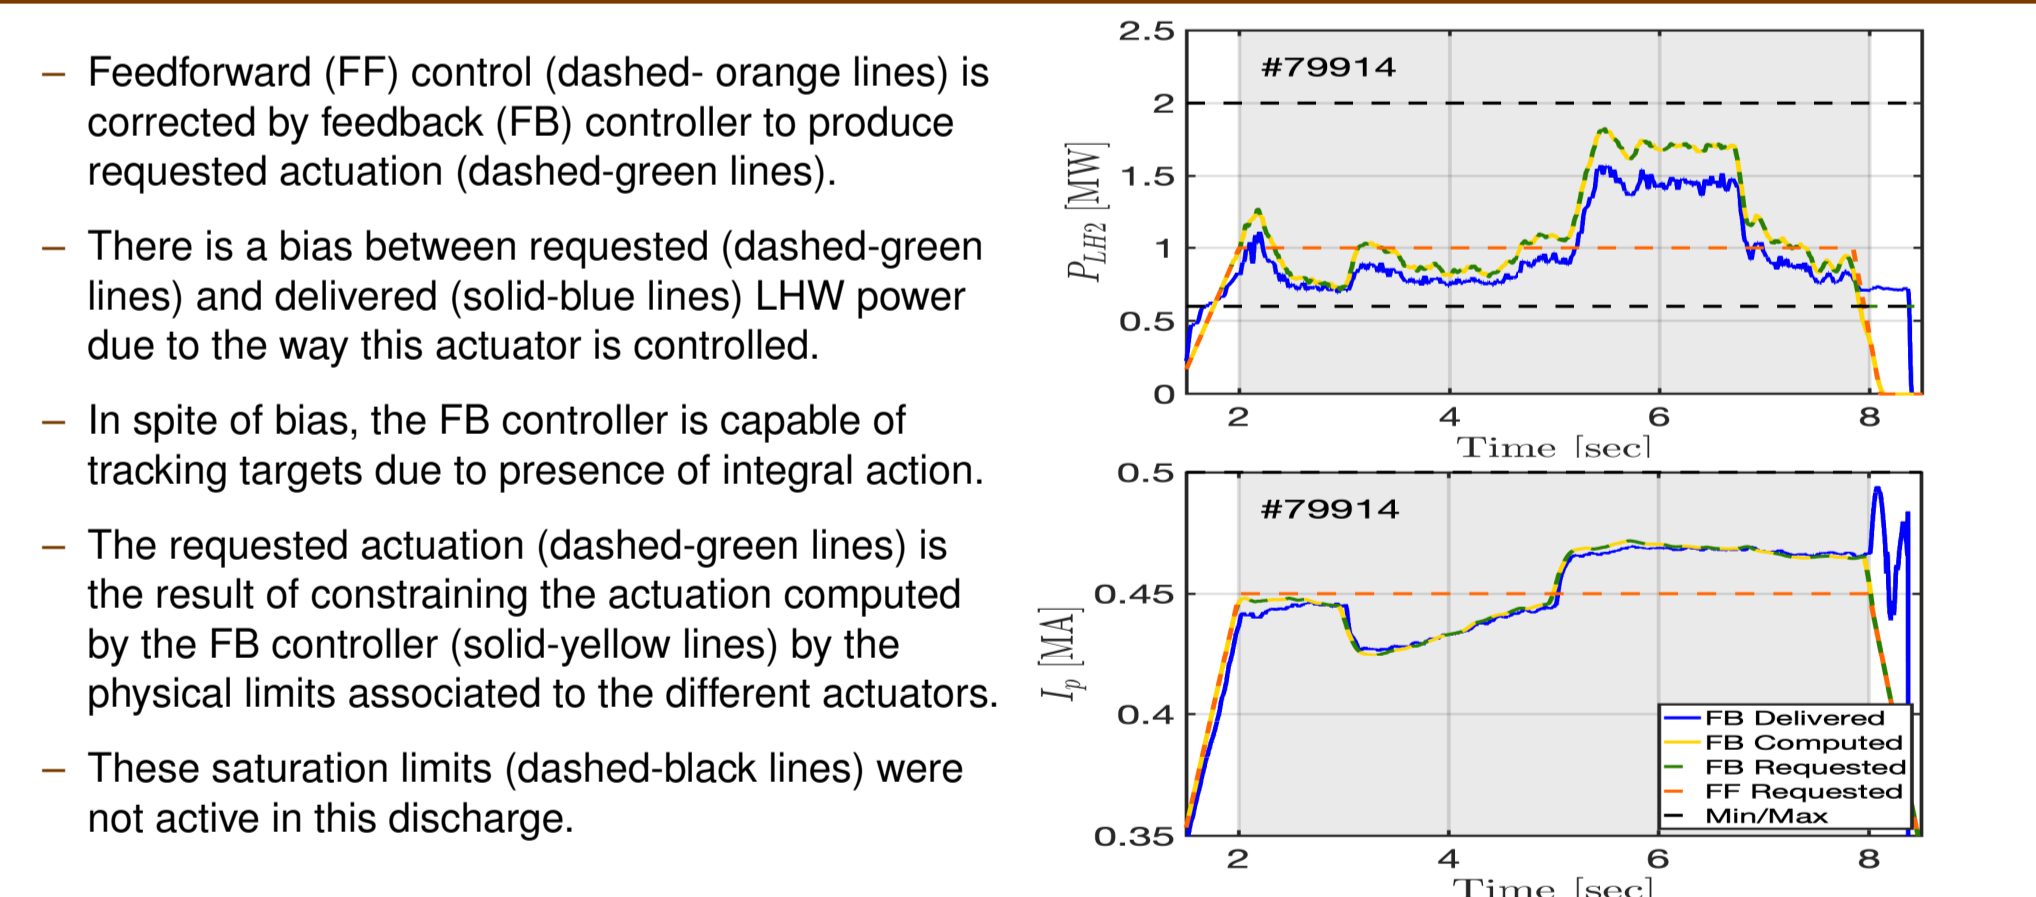 – Feedforward (FF) control (dashed- orange lines) is
corrected by feedback (FB) controller to produce
requested actuation (dashed-green lines).
– There is a bias between requested (dashed-green
lines) and delivered (solid-blue lines) LHW power
due to the way this actuator is controlled.
– In spite of bias, the FB controller is capable of
tracking targets due to presence of integral action.
– The requested actuation (dashed-green lines) is
the result of constraining the actuation computed
by the FB controller (solid-yellow lines) by the
physical limits associated to the different actuators.
– These saturation limits (dashed-black lines) were
not active in this discharge.
2.5
#79914
2
1.5
1
0.5
0
P_{LH2} [MW]
2 4 6 8
Time [sec]
0.5
#79914
0.45
0.4
0.35
I_p [MA]
FB Delivered
FB Computed
FB Requested
FF Requested
Min/Max
2 4 6 8
Time [sec]